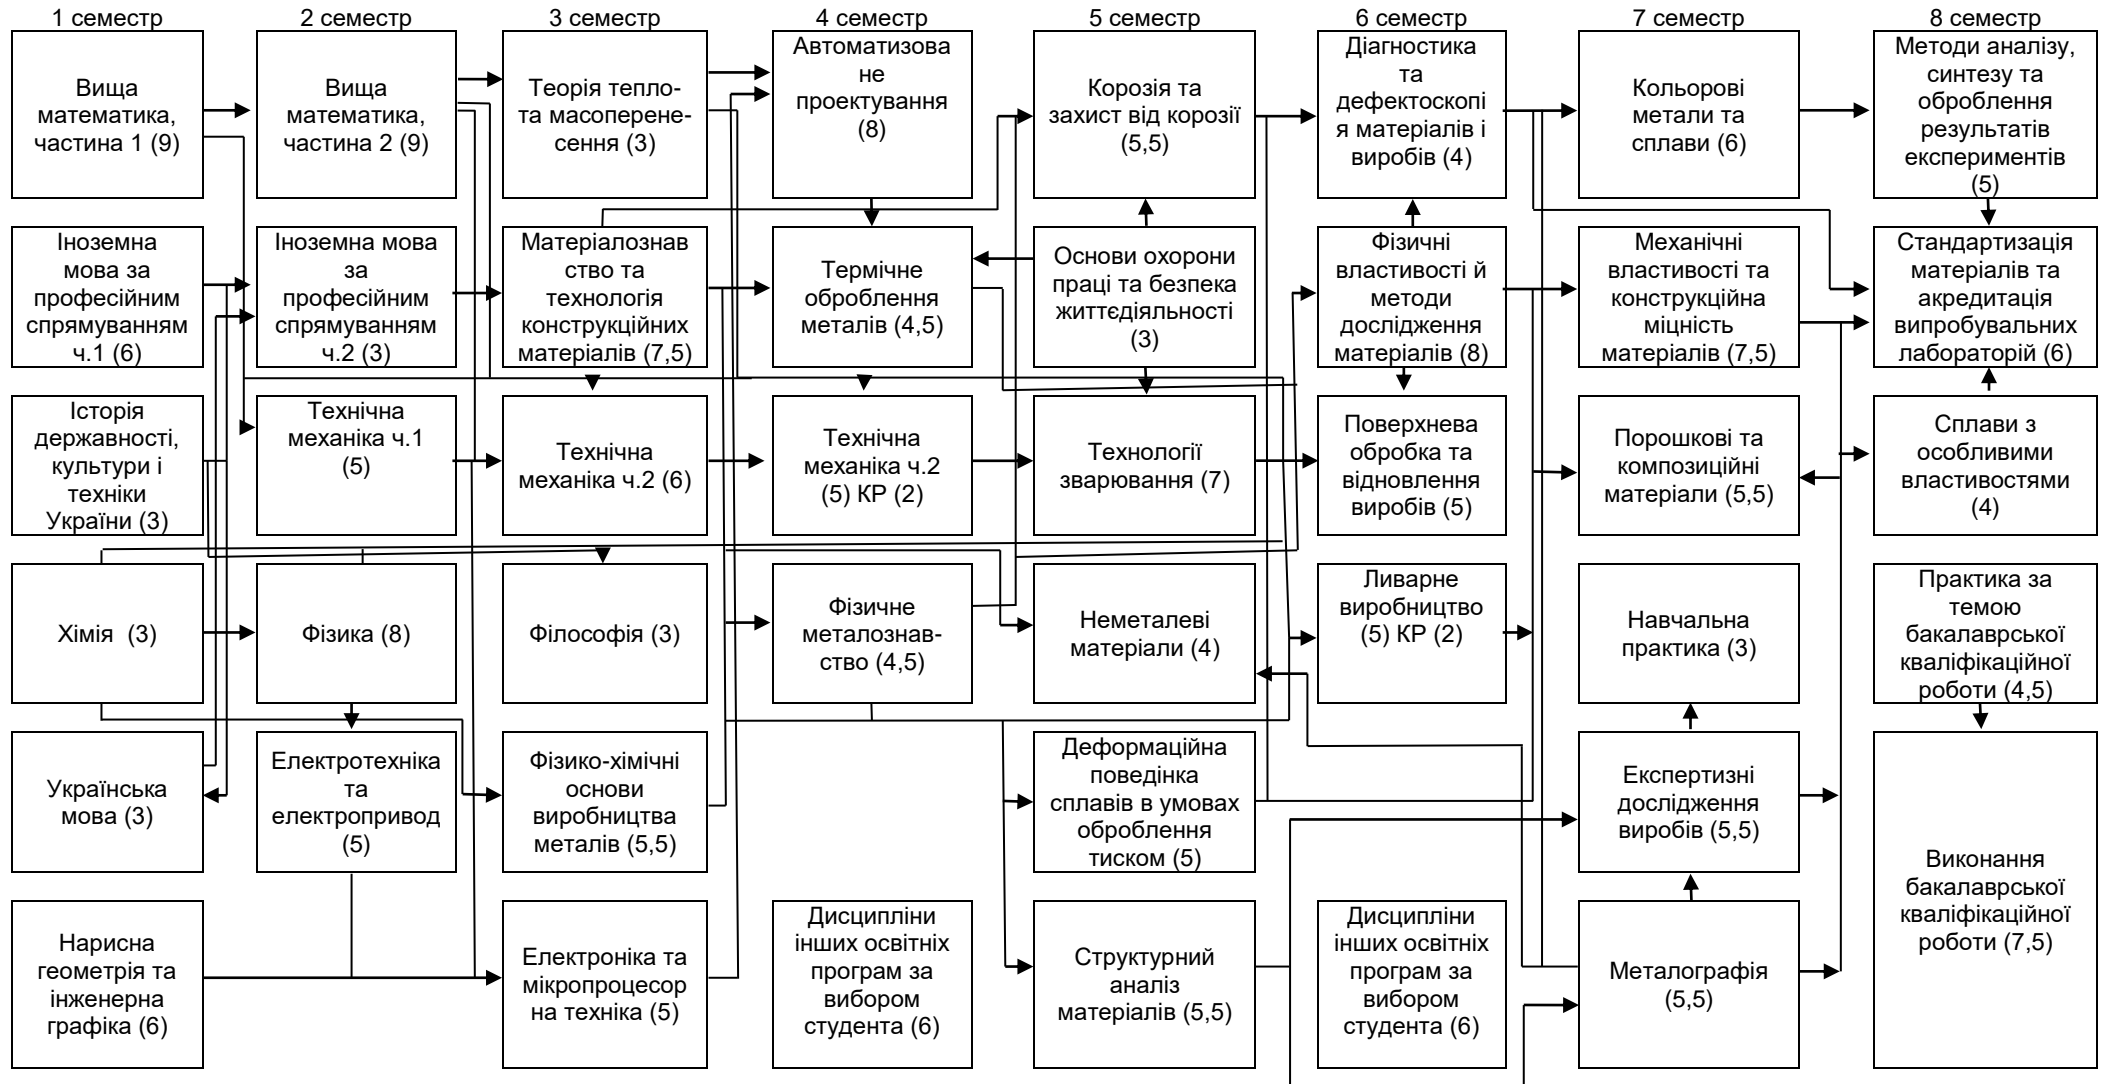 1 семестр
2 семестр
3 семестр
4 семестр
5 семестр
6 семестр
7 семестр
8 семестр
Вища
математика,
частина 1 (9)
Вища
математика,
частина 2 (9)
Теорія тепло-
та масоперене-
сення (3)
Автоматизова
не
проектування
(8)
Корозія та
захист від корозії
(5,5)
Діагностика
та
дефектоскопі
я матеріалів і
виробів (4)
Кольорові
метали та
сплави (6)
Методи аналізу,
синтезу та
оброблення
результатів
експериментів
(5)
Іноземна
мова за
професійним
спрямуванням
ч.1 (6)
Іноземна мова
за
професійним
спрямуванням
ч.2 (3)
Матеріалознав
ство та
технологія
конструкційних
матеріалів (7,5)
Термічне
оброблення
металів (4,5)
Основи охорони
праці та безпека
життєдіяльності
(3)
Фізичні
властивості й
методи
дослідження
матеріалів (8)
Механічні
властивості та
конструкційна
міцність
матеріалів (7,5)
Стандартизація
матеріалів та
акредитація
випробувальних
лабораторій (6)
Історія
державності,
культури і
техніки
України (3)
Технічна
механіка ч.1
(5)
Технічна
механіка ч.2 (6)
Технічна
механіка ч.2
(5) КР (2)
Технології
зварювання (7)
Поверхнева
обробка та
відновлення
виробів (5)
Порошкові та
композиційні
матеріали (5,5)
Сплави з
особливими
властивостями
(4)
Хімія (3)
Фізика (8)
Філософія (3)
Фізичне
металознав-
ство (4,5)
Неметалеві
матеріали (4)
Ливарне
виробництво
(5) КР (2)
Навчальна
практика (3)
Практика за
темою
бакалаврської
кваліфікаційної
роботи (4,5)
Українська
мова (3)
Електротехніка
та
електропривод
(5)
Фізико-хімічні
основи
виробництва
металів (5,5)
Деформаційна
поведінка
сплавів в умовах
оброблення
тиском (5)
Експертизні
дослідження
виробів (5,5)
Виконання
бакалаврської
кваліфікаційної
роботи (7,5)
Нарисна
геометрія та
інженерна
графіка (6)
Електроніка та
мікропроцесор
на техніка (5)
Дисципліни
інших освітніх
програм за
вибором
студента (6)
Структурний
аналіз
матеріалів (5,5)
Дисципліни
інших освітніх
програм за
вибором
студента (6)
Металографія
(5,5)